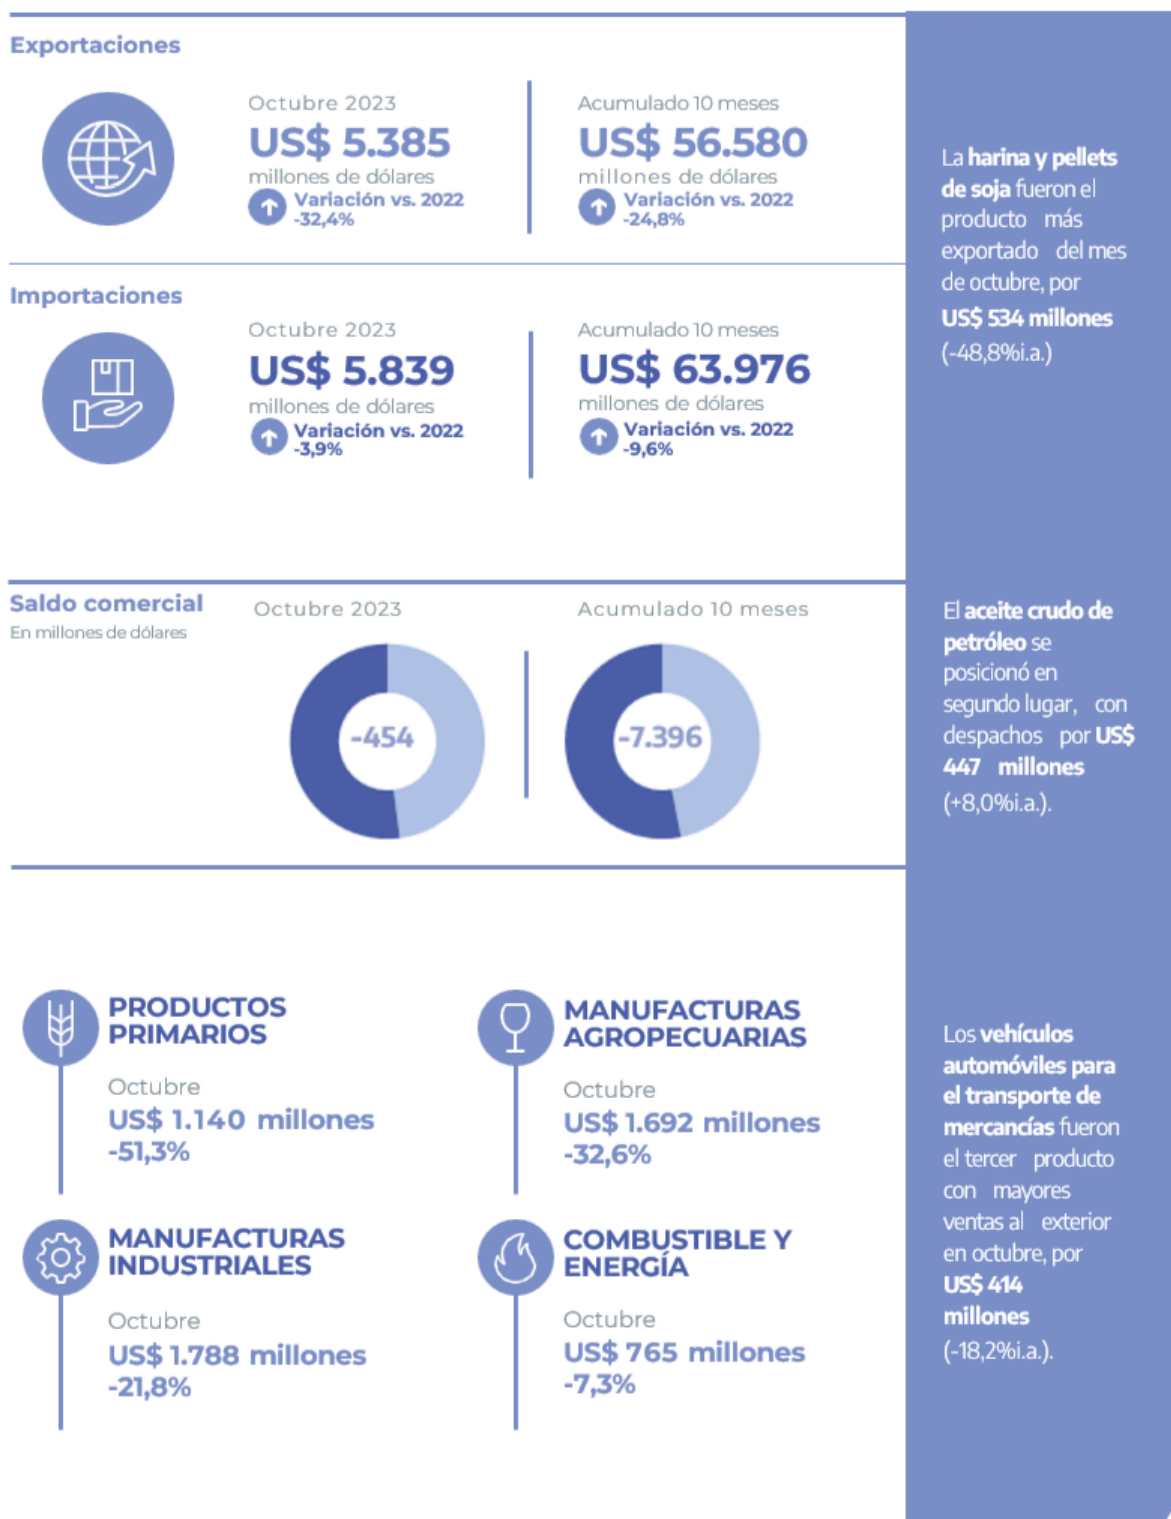 Exportaciones
Octubre 2023
US$ 5.385
millones de dólares
Variación vs. 2022
-32,4%
Acumulado 10 meses
US$ 56.580
millones de dólares
Variación vs. 2022
-24,8%
Importaciones
Octubre 2023
US$ 5.839
millones de dólares
Variación vs. 2022
-3,9%
Acumulado 10 meses
US$ 63.976
millones de dólares
Variación vs. 2022
-9,6%
Saldo comercial
En millones de dólares
Octubre 2023
-454
Acumulado 10 meses
-7.396
PRODUCTOS
PRIMARIOS
Octubre
US$ 1.140 millones
-51,3%
MANUFACTURAS
AGROPECUARIAS
Octubre
US$ 1.692 millones
-32,6%
MANUFACTURAS
INDUSTRIALES
Octubre
US$ 1.788 millones
-21,8%
COMBUSTIBLE Y
ENERGÍA
Octubre
US$ 765 millones
-7,3%
La harina y pellets
de soja fueron el
producto más
exportado del mes
de octubre, por
US$ 534 millones
(-48,8%i.a.)
El aceite crudo de
petróleo se
posicionó en
segundo lugar, con
despachos por US$
447 millones
(+8,0%i.a.).
Los vehículos
automóviles para
el transporte de
mercancías fueron
el tercer producto
con mayores
ventas al exterior
en octubre, por
US$ 414
millones
(-18,2%i.a.).